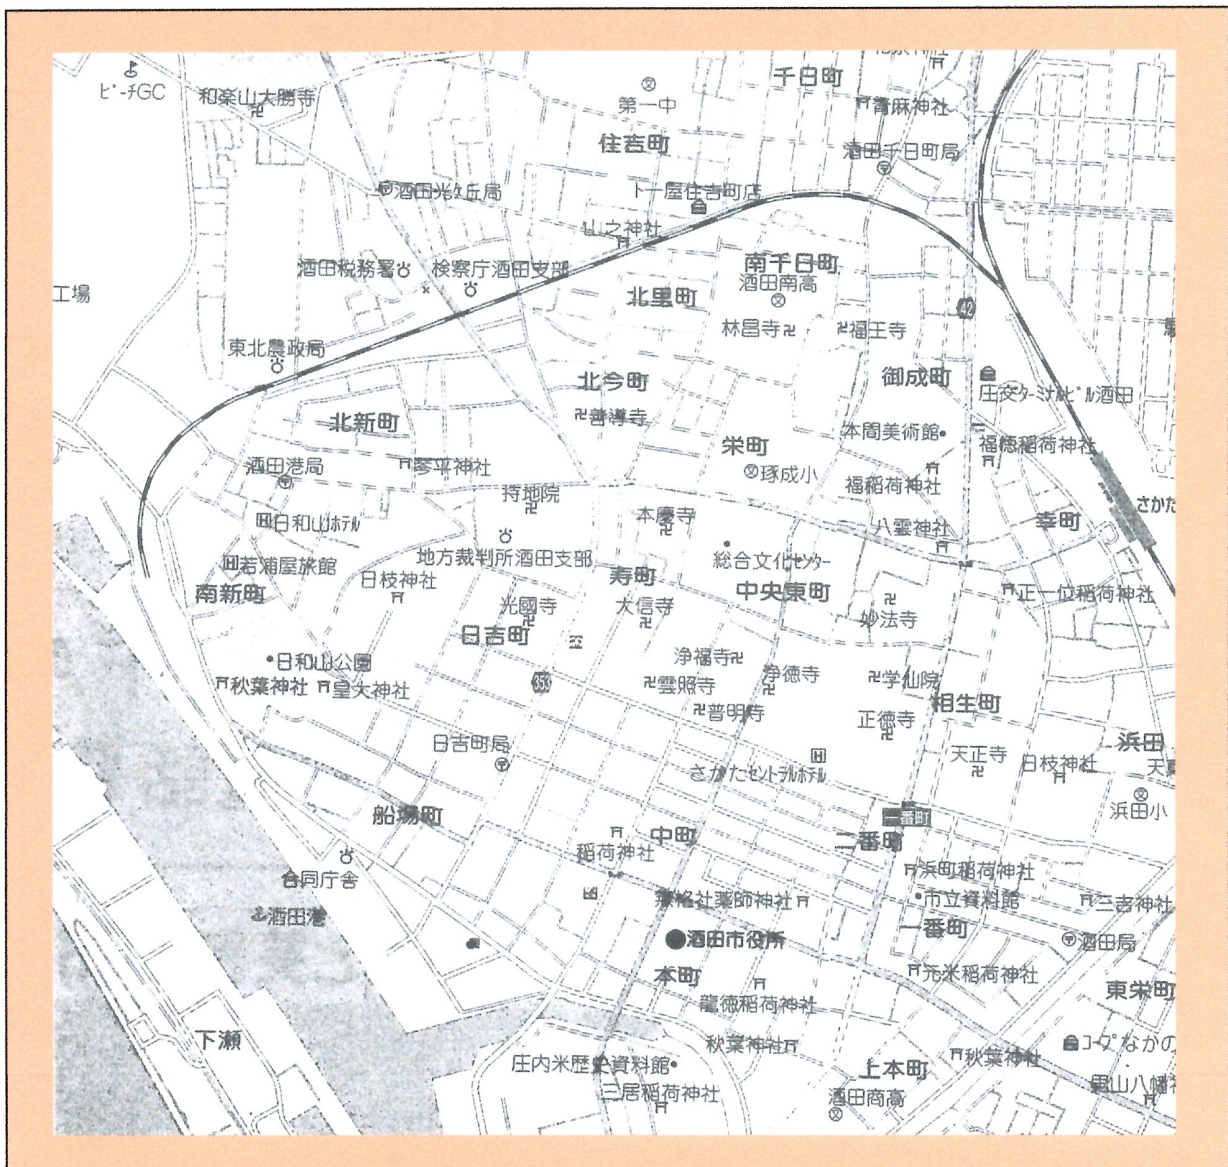 千日町
ピｰチGC
和楽山大勝寺
第一中
青麻神社
住吉町
酒田千日町局
酒田光ケ丘局
ト一屋住吉町店
山之神社
酒田税務署
検察庁酒田支部
南千日町
酒田南高
工場
北里町
42
林昌寺
福王寺
東北農政局
北今町
御成町
庄交ﾀｰﾐﾅﾙﾋﾞﾙ酒田
北新町
善導寺
本間美術館
栄町
福徳稲荷神社
酒田港局
琴平神社
琢成小
福稲荷神社
持地院
さかた
本慶寺
日和山ﾎﾃﾙ
八雲神社
幸町
地方裁判所酒田支部
総合文化ｾﾝﾀｰ
若浦屋旅館
寿町
日枝神社
南新町
中央東町
正一位稲荷神社
光國寺
大信寺
妙法寺
日吉町
浄福寺
日和山公園
浄徳寺
353
雲照寺
学仙院
秋葉神社
皇大神社
相生町
普明寺
正徳寺
日吉町局
天正寺
浜田
日枝神社
さかたｾﾝﾄﾗﾙﾎﾃﾙ
浜田小
船場町
中町
一番町
二番町
稲荷神社
合同庁舎
浜町稲荷神社
市立資料館
薬師神社
三吉神社
酒田港
一番町
酒田市役所
酒田局
本町
元米稲荷神社
東栄町
龍徳稲荷神社
下瀬
秋葉神社
秋葉神社
ｺｰﾌﾟなかの
庄内米歴史資料館
上本町
三居稲荷神社
酒田商高